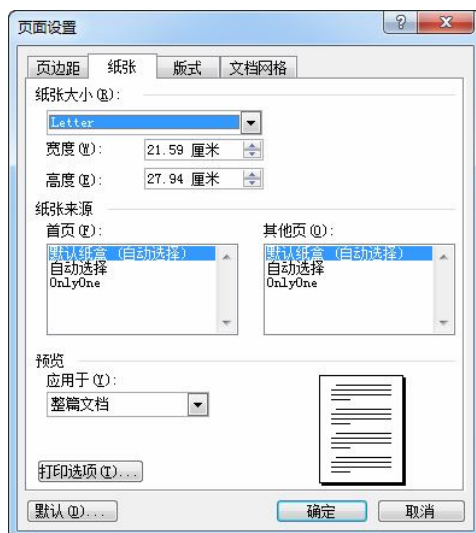 页面设置
页边距 纸张 版式 文档网格
纸张大小(R):
Letter
宽度(W): 21.59 厘米
高度(E): 27.94 厘米
纸张来源
首页(F): 其他页(O):
默认纸盒 (自动选择) 默认纸盒 (自动选择)
自动选择 自动选择
OnlyOne OnlyOne
预览
应用于(Y):
整篇文档
打印选项(T)...
默认(D)... 确定 取消